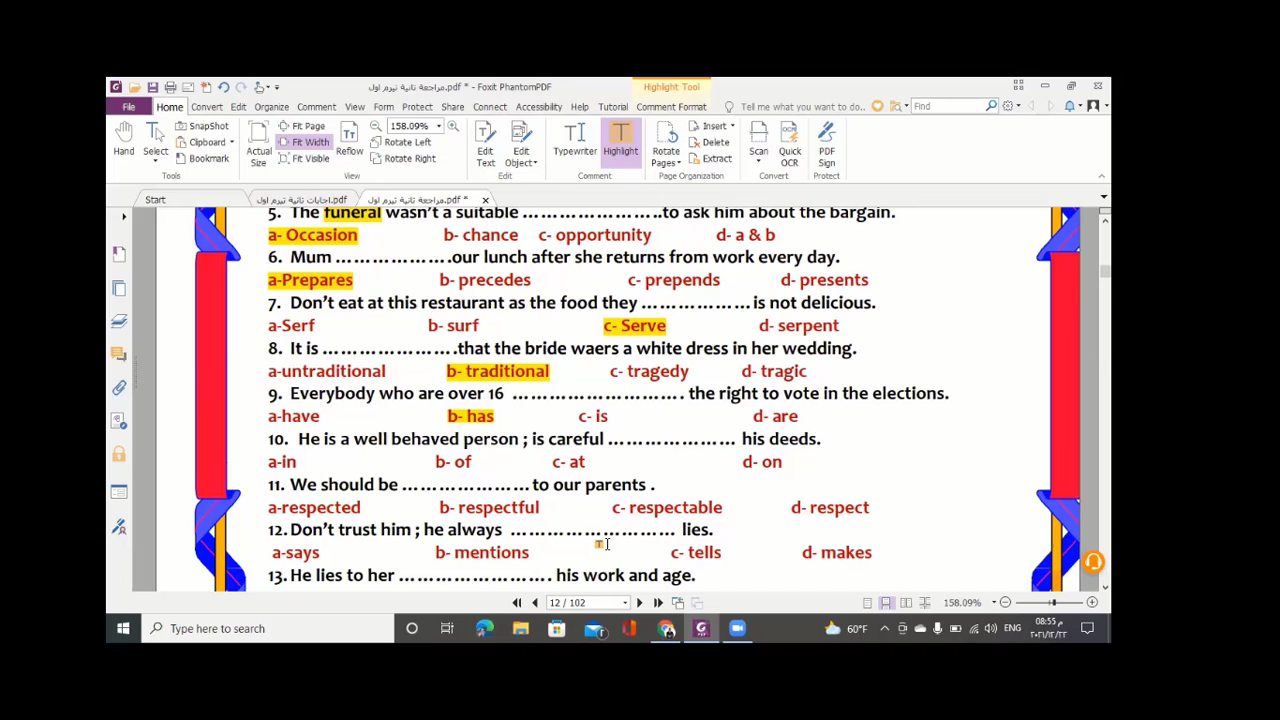 مراجعة ثانية تيرم اول.pdf * - Foxit PhantomPDF
Highlight Tool
File Home Convert Edit Organize Comment View Form Protect Share Connect Accessibility Help Tutorial Comment Format Tell me what you want to do.. Find
Hand Select SnapShot Clipboard Bookmark Actual Size Fit Page Fit Width Fit Visible Reflow 158.09% Rotate Left Rotate Right Edit Text Edit Object Typewriter Highlight Rotate Pages Insert Delete Extract Scan Quick OCR PDF Sign
Tools View Edit Comment Page Organization Convert Protect
Start اجابات ثانية تيرم اول.pdf مراجعة ثانية تيرم اول.pdf *
5. The funeral wasn't a suitable …………………..to ask him about the bargain.
a- Occasion b- chance c- opportunity d- a & b
6. Mum ……………….our lunch after she returns from work every day.
a-Prepares b- precedes c- prepends d- presents
7. Don't eat at this restaurant as the food they ………………is not delicious.
a-Serf b- surf c- Serve d- serpent
8. It is ………………….that the bride waers a white dress in her wedding.
a-untraditional b- traditional c- tragedy d- tragic
9. Everybody who are over 16 ………………………. the right to vote in the elections.
a-have b- has c- is d- are
10. He is a well behaved person ; is careful ………………… his deeds.
a-in b- of c- at d- on
11. We should be ………………… to our parents .
a-respected b- respectful c- respectable d- respect
12. Don't trust him ; he always ……………………… lies.
a-says b- mentions c- tells d- makes
13. He lies to her ……………………. his work and age.
12 / 102 158.09%
Type here to search 60°F ENG 08:55 م
٢٠٢١/١٢/٢٢